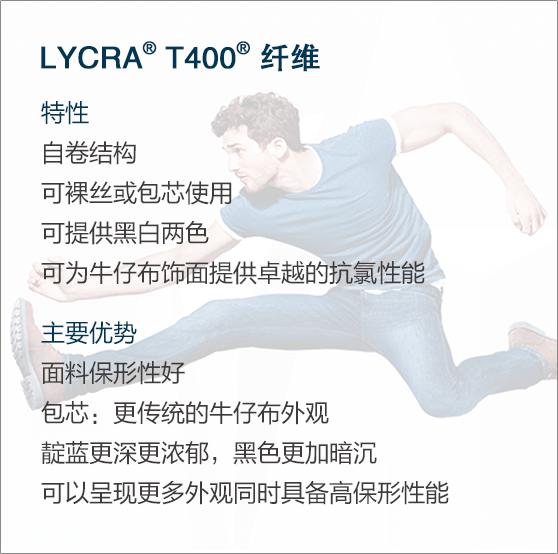 LYCRA® T400® 纤维
特性
自卷结构
可裸丝或包芯使用
可提供黑白两色
可为牛仔布饰面提供卓越的抗氯性能
主要优势
面料保形性好
包芯：更传统的牛仔布外观
靛蓝更深更浓郁，黑色更加暗沉
可以呈现更多外观同时具备高保形性能